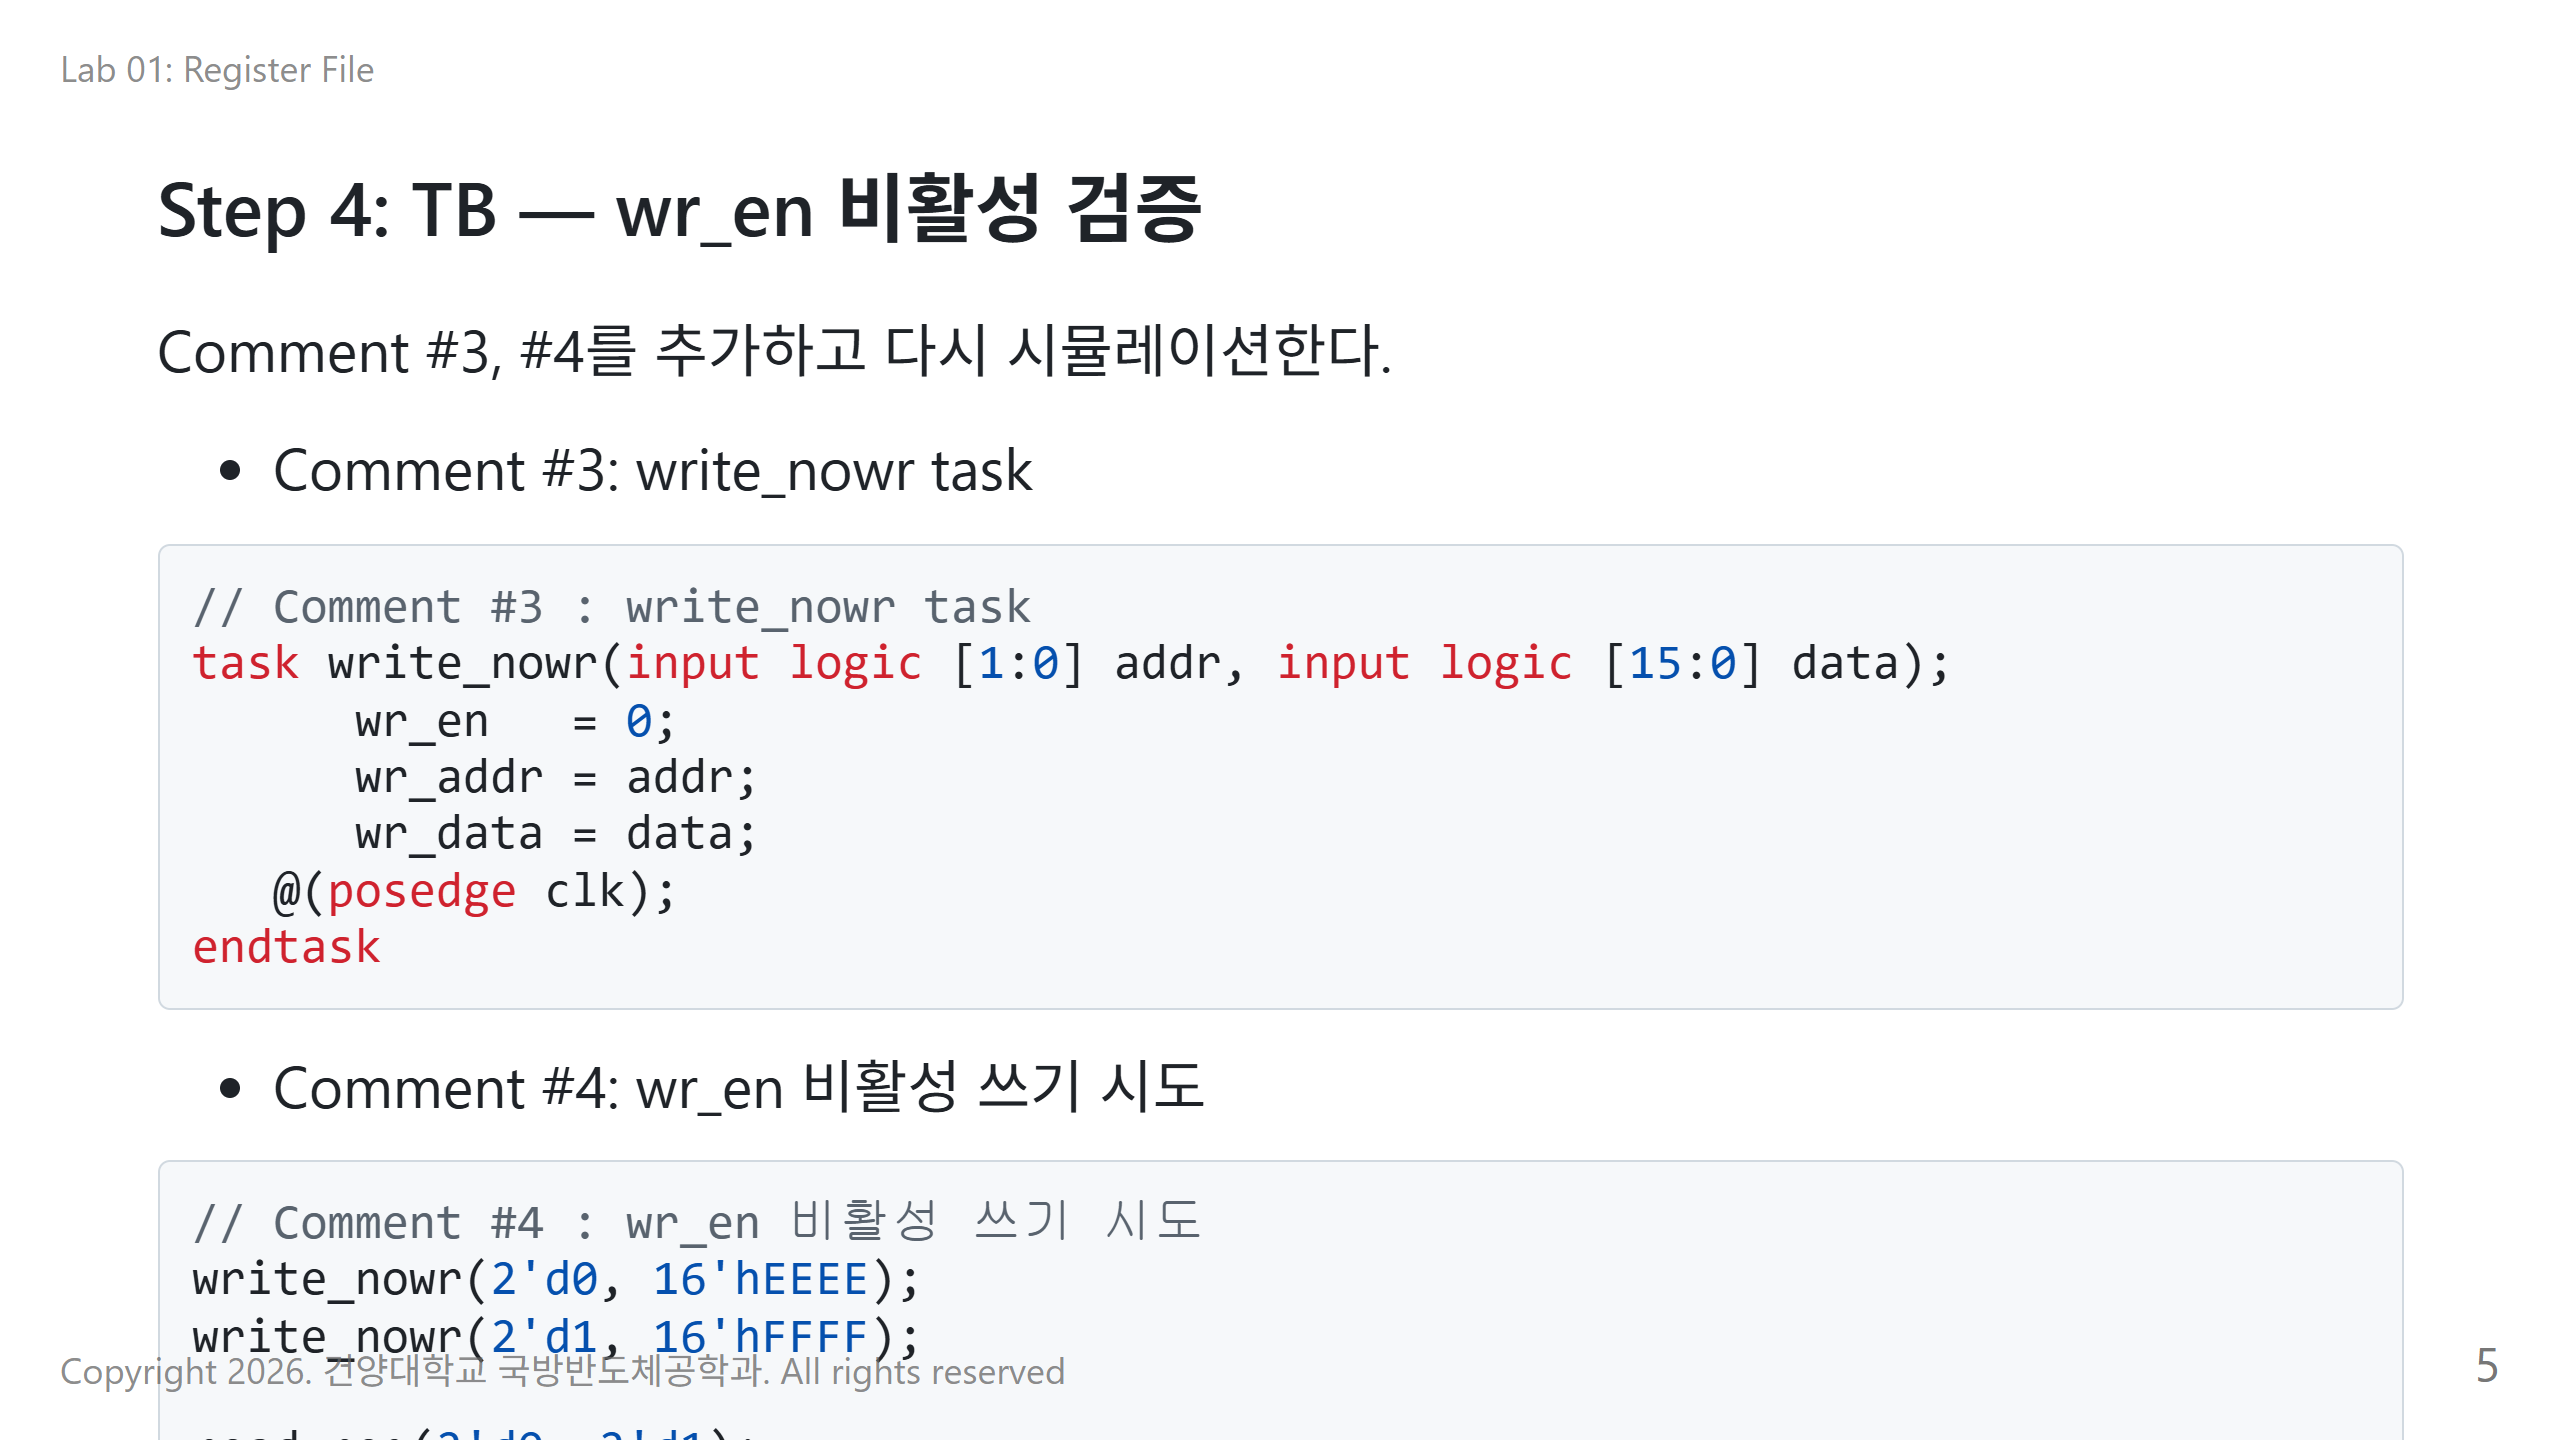 Lab 01: Register File
Step 4: TB — wr_en 비활성 검증
Comment #3, #4를 추가하고 다시 시뮬레이션한다.
• Comment #3: write_nowr task
// Comment #3 : write_nowr task
task write_nowr(input logic [1:0] addr, input logic [15:0] data);
      wr_en   = 0;
      wr_addr = addr;
      wr_data = data;
   @(posedge clk);
endtask
• Comment #4: wr_en 비활성 쓰기 시도
// Comment #4 : wr_en 비활성 쓰기 시도
write_nowr(2'd0, 16'hEEEE);
write_nowr(2'd1, 16'hFFFF);
Copyright 2026. 건양대학교 국방반도체공학과. All rights reserved
5